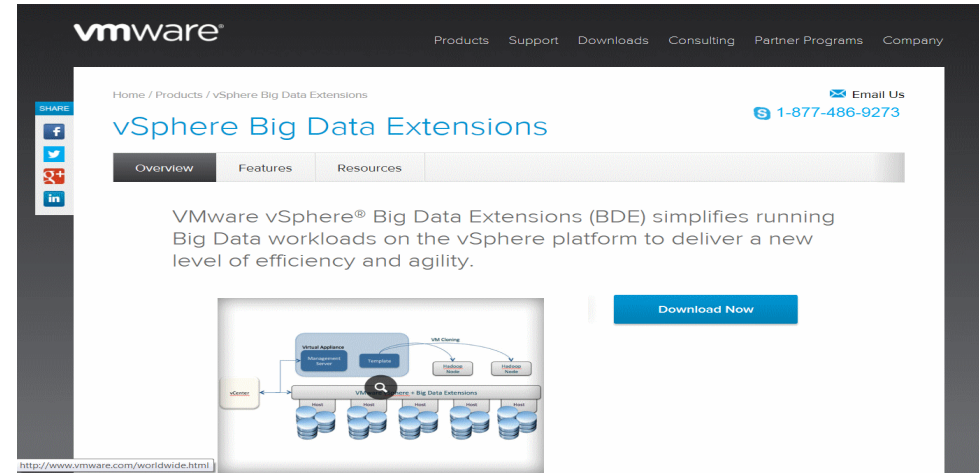 vmware®
Products Support Downloads Consulting Partner Programs Company
Home / Products / vSphere Big Data Extensions
Email Us
1-877-486-9273
SHARE
vSphere Big Data Extensions
Overview Features Resources
VMware vSphere® Big Data Extensions (BDE) simplifies running
Big Data workloads on the vSphere platform to deliver a new
level of efficiency and agility.
Download Now
Virtual Appliance
VM Cloning
Management
Server
Template
Hadoop
Node
Hadoop
Node
vCenter
Big Data Extensions
Host Host Host Host Host
http://www.vmware.com/worldwide.html